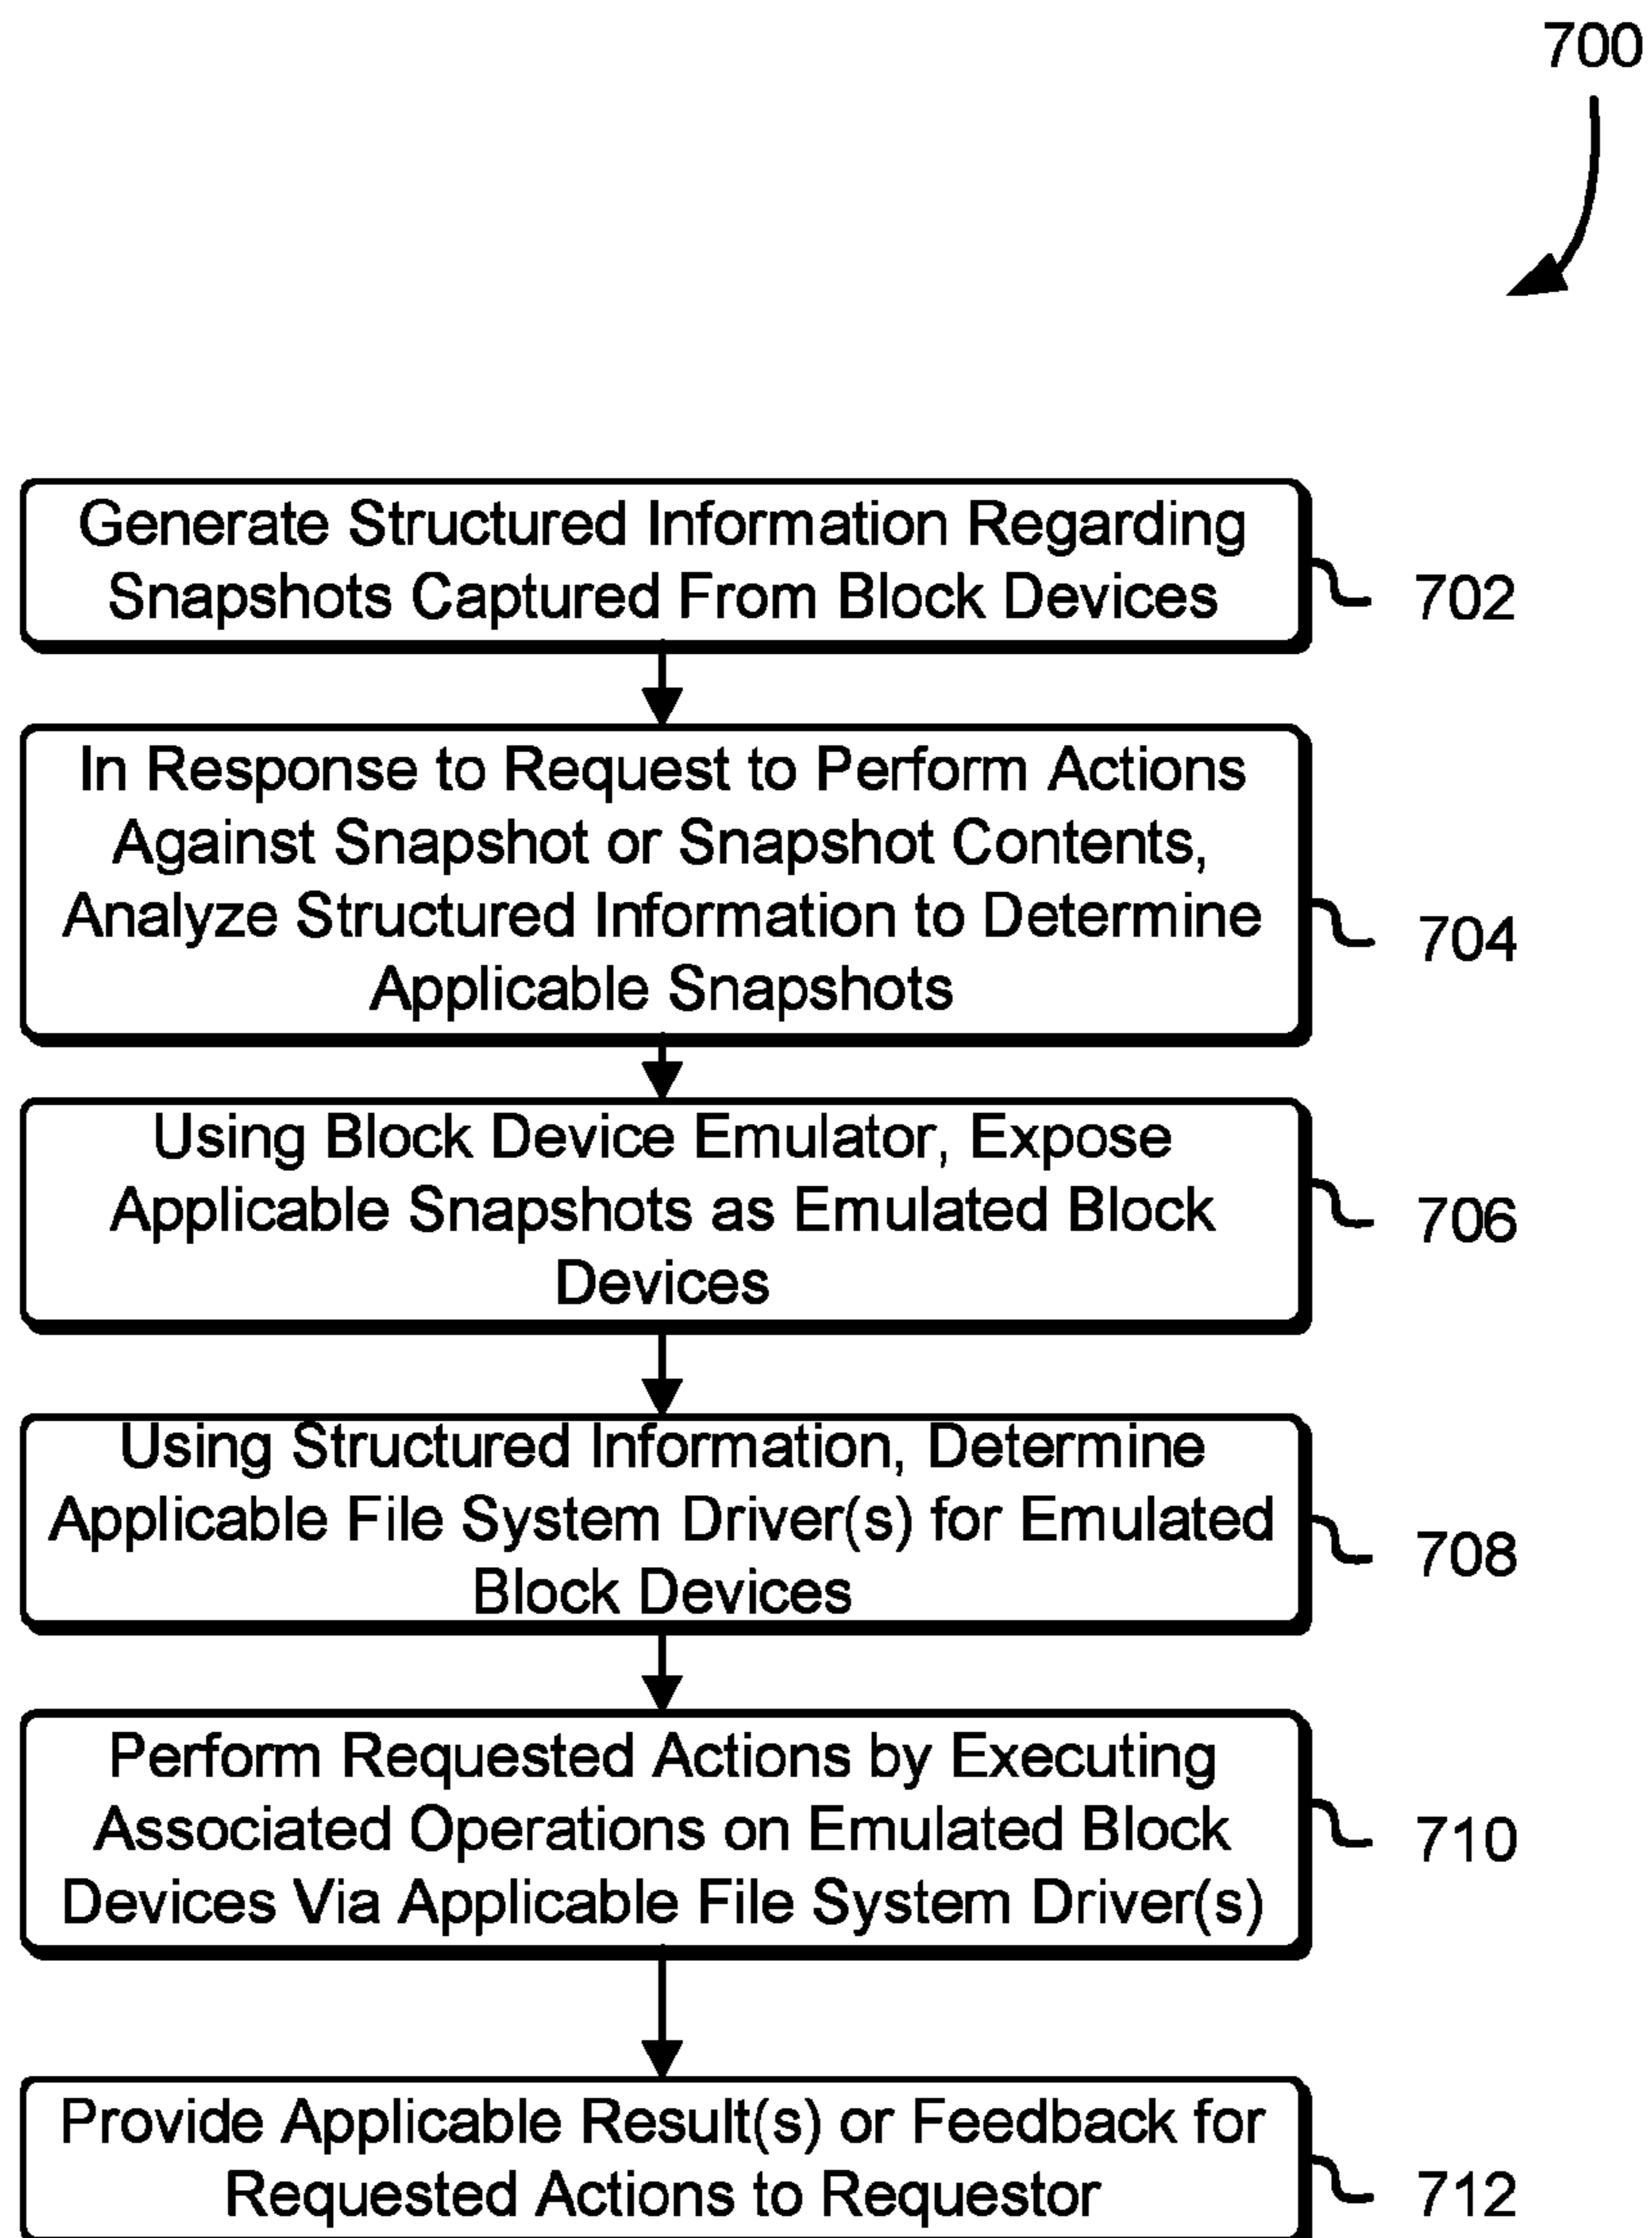 700
Generate Structured Information Regarding
Snapshots Captured From Block Devices
702
In Response to Request to Perform Actions
Against Snapshot or Snapshot Contents,
Analyze Structured Information to Determine
Applicable Snapshots
704
Using Block Device Emulator, Expose
Applicable Snapshots as Emulated Block
Devices
706
Using Structured Information, Determine
Applicable File System Driver(s) for Emulated
Block Devices
708
Perform Requested Actions by Executing
Associated Operations on Emulated Block
Devices Via Applicable File System Driver(s)
710
Provide Applicable Result(s) or Feedback for
Requested Actions to Requestor
712